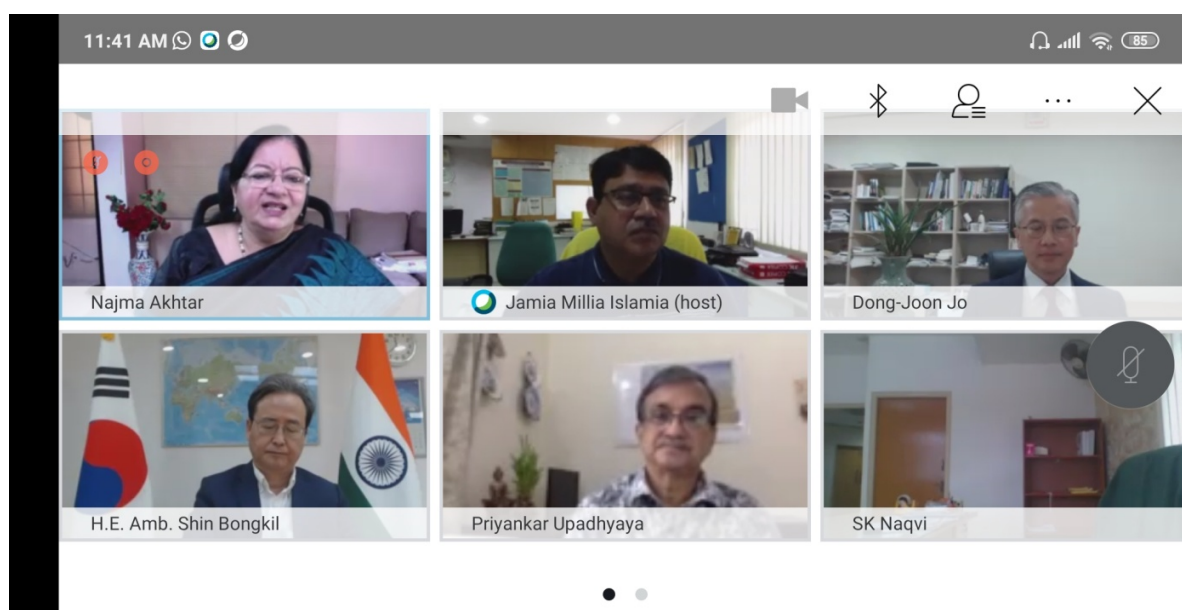 11:41 AM
85
Najma Akhtar
Jamia Millia Islamia (host)
Dong-Joon Jo
H.E. Amb. Shin Bongkil
Priyankar Upadhyaya
SK Naqvi